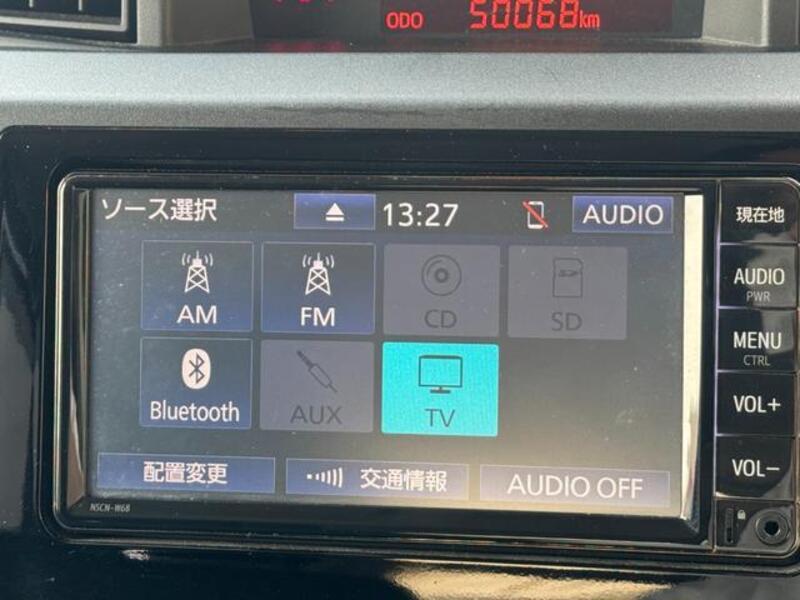 ODO 50068km
ソース選択 13:27 AUDIO 現在地
AM FM CD SD
AUDIO
PWR
MENU
CTRL
Bluetooth AUX TV
VOL+
配置変更 交通情報 AUDIO OFF
VOL-
NSCN-W68